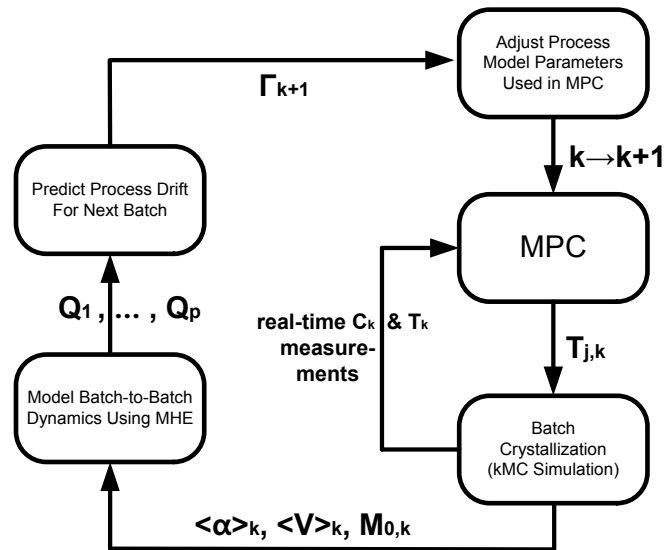 Adjust Process
Model Parameters
Used in MPC
Γk+1
k→k+1
Predict Process Drift
For Next Batch
MPC
Q1 , ... , Qp
real-time Ck & Tk
measure-
ments
Tj,k
Model Batch-to-Batch
Dynamics Using MHE
Batch
Crystallization
(kMC Simulation)
<α>k, <V>k, M0,k